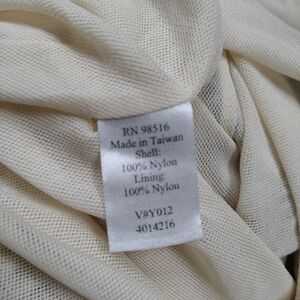 RN 98516
Made in Taiwan
Shell:
100% Nylon
Lining:
100% Nylon
V#Y012
4014216